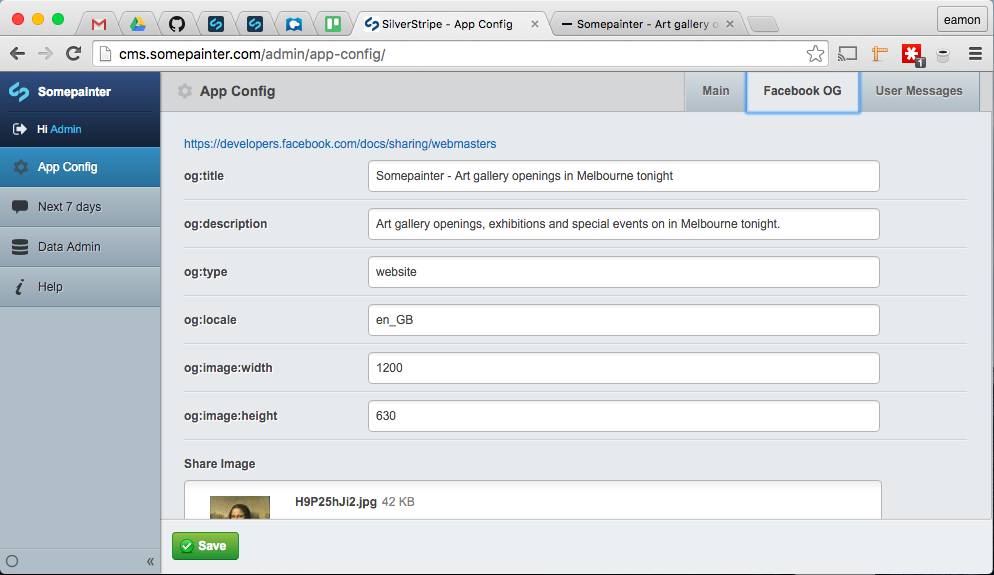 SilverStripe - App Config
Somepainter - Art gallery o
eamon
cms.somepainter.com/admin/app-config/
1
Somepainter
App Config
Main
Facebook OG
User Messages
Hi Admin
App Config
Next 7 days
Data Admin
Help
https://developers.facebook.com/docs/sharing/webmasters
og:title
Somepainter - Art gallery openings in Melbourne tonight
og:description
Art gallery openings, exhibitions and special events on in Melbourne tonight.
og:type
website
og:locale
en_GB
og:image:width
1200
og:image:height
630
Share Image
H9P25hJi2.jpg 42 KB
Save
«